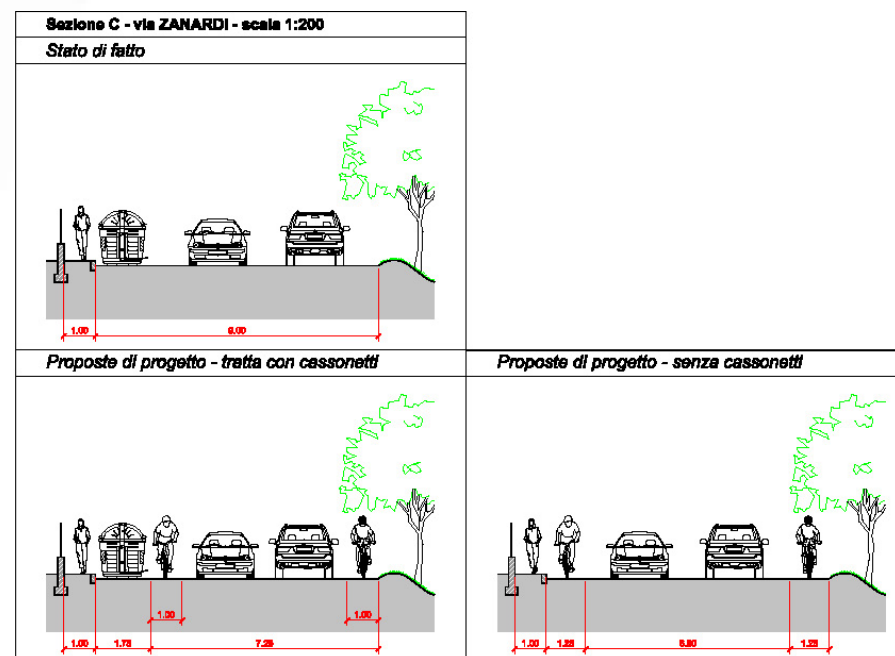 Sezione C - via ZANARDI - scala 1:200
Stato di fatto
1.00 9.00
Proposte di progetto - tratta con cassonetti
Proposte di progetto - senza cassonetti
1.00 1.00
1.00 1.75 7.25
1.00 1.25 6.50 1.25